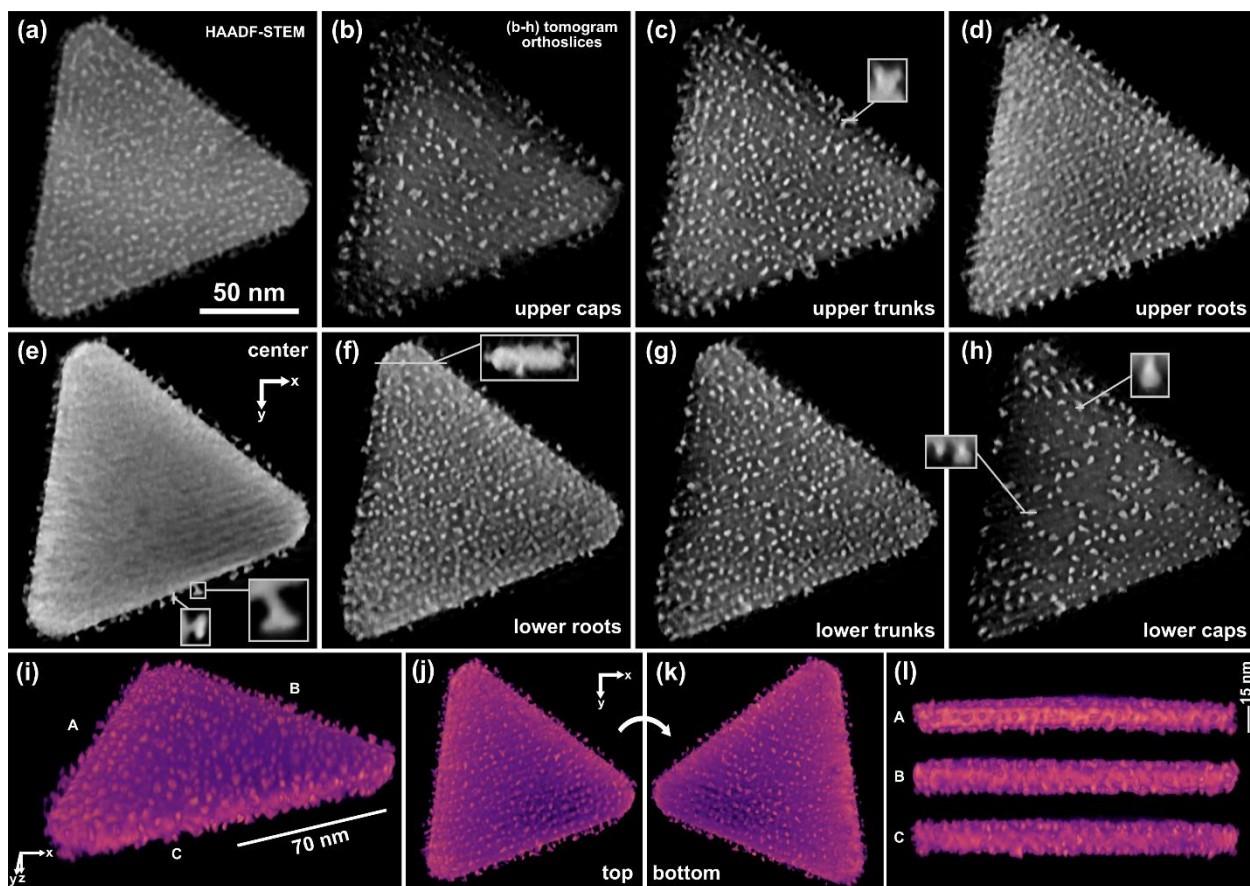 (a)
HAADF-STEM
50 nm
(b)
(b-h) tomogram
orthoslices
upper caps
(c)
upper trunks
(d)
upper roots
(e)
center
x
y
(f)
lower roots
(g)
lower trunks
(h)
lower caps
(i)
A
B
C
70 nm
x
y
z
(j)
x
y
top
(k)
bottom
(l)
A
B
C
15 nm